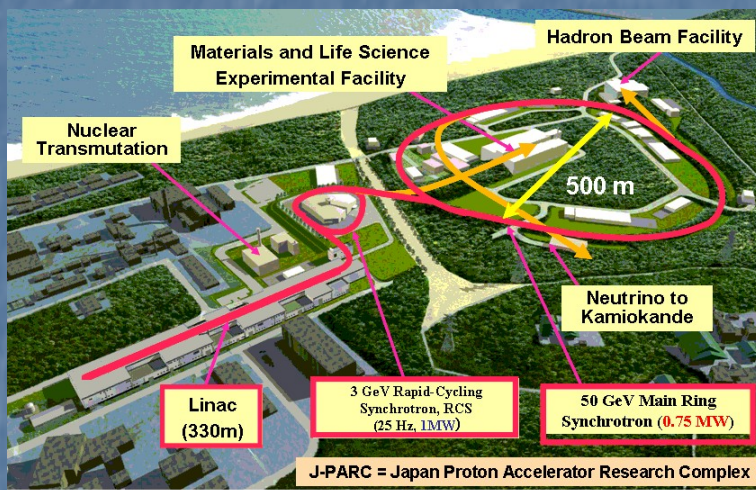 Hadron Beam Facility
Materials and Life Science
Experimental Facility
Nuclear
Transmutation
500 m
Neutrino to
Kamiokande
Linac
(330m)
3 GeV Rapid-Cycling
Synchrotron, RCS
(25 Hz, 1MW)
50 GeV Main Ring
Synchrotron (0.75 MW)
J-PARC = Japan Proton Accelerator Research Complex